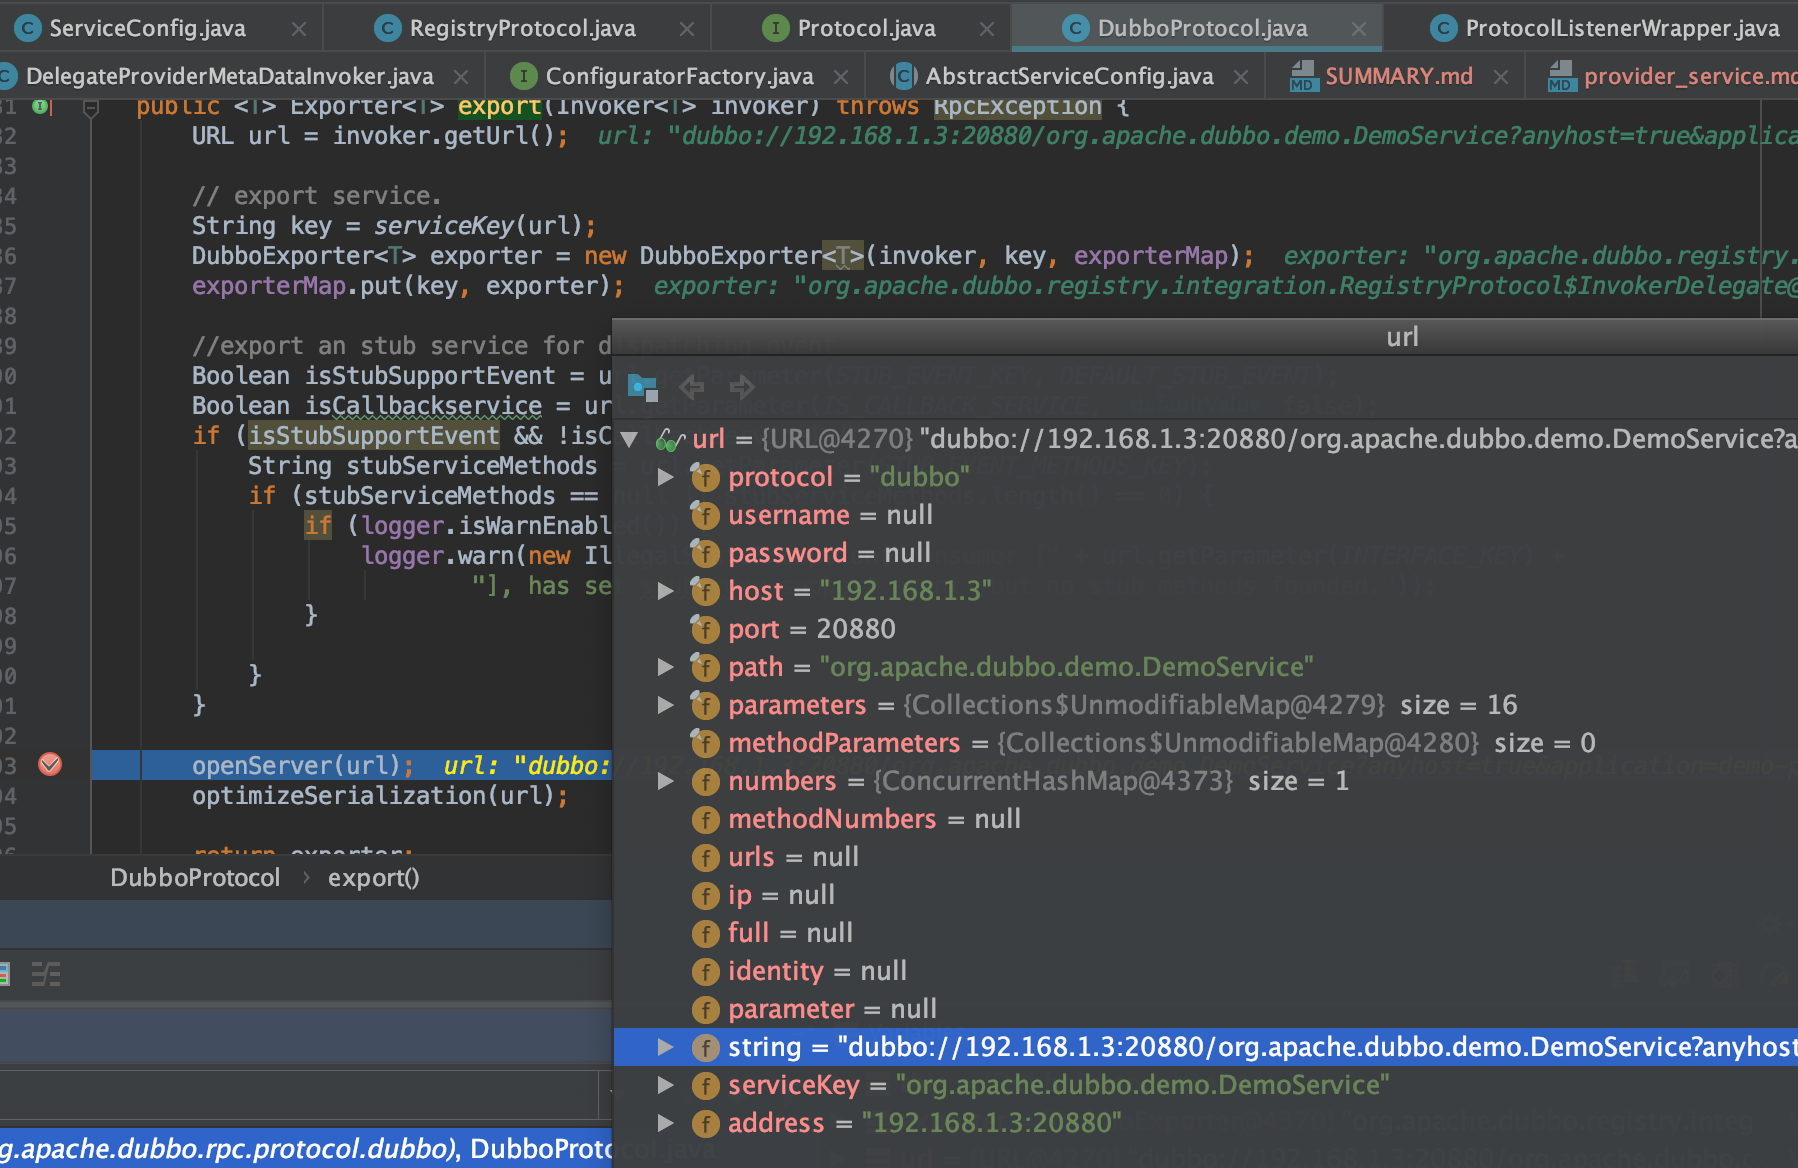 ServiceConfig.java RegistryProtocol.java Protocol.java DubboProtocol.java ProtocolListenerWrapper.java
DelegateProviderMetaDataInvoker.java ConfiguratorFactory.java AbstractServiceConfig.java SUMMARY.md provider_service.md
public <T> Exporter<T> export(Invoker<T> invoker) throws RpcException {
URL url = invoker.getUrl(); url: "dubbo://192.168.1.3:20880/org.apache.dubbo.demo.DemoService?anyhost=true&applica
// export service.
String key = serviceKey(url);
DubboExporter<T> exporter = new DubboExporter<T>(invoker, key, exporterMap); exporter: "org.apache.dubbo.registry.
exporterMap.put(key, exporter); exporter: "org.apache.dubbo.registry.integration.RegistryProtocol$InvokerDelegate@
//export an stub service for d
Boolean isStubSupportEvent = u
Boolean isCallbackservice = ur
if (isStubSupportEvent && !isC
String stubServiceMethods
if (stubServiceMethods ==
if (logger.isWarnEnabled
logger.warn(new Il
"], has se
}
}
}
openServer(url); url: "dubbo:
optimizeSerialization(url);
return exporter;
DubboProtocol › export()
g.apache.dubbo.rpc.protocol.dubbo), DubboProtocol.java
url
url = {URL@4270} "dubbo://192.168.1.3:20880/org.apache.dubbo.demo.DemoService?a
protocol = "dubbo"
username = null
password = null
host = "192.168.1.3"
port = 20880
path = "org.apache.dubbo.demo.DemoService"
parameters = {Collections$UnmodifiableMap@4279} size = 16
methodParameters = {Collections$UnmodifiableMap@4280} size = 0
numbers = {ConcurrentHashMap@4373} size = 1
methodNumbers = null
urls = null
ip = null
full = null
identity = null
parameter = null
string = "dubbo://192.168.1.3:20880/org.apache.dubbo.demo.DemoService?anyhost
serviceKey = "org.apache.dubbo.demo.DemoService"
address = "192.168.1.3:20880"